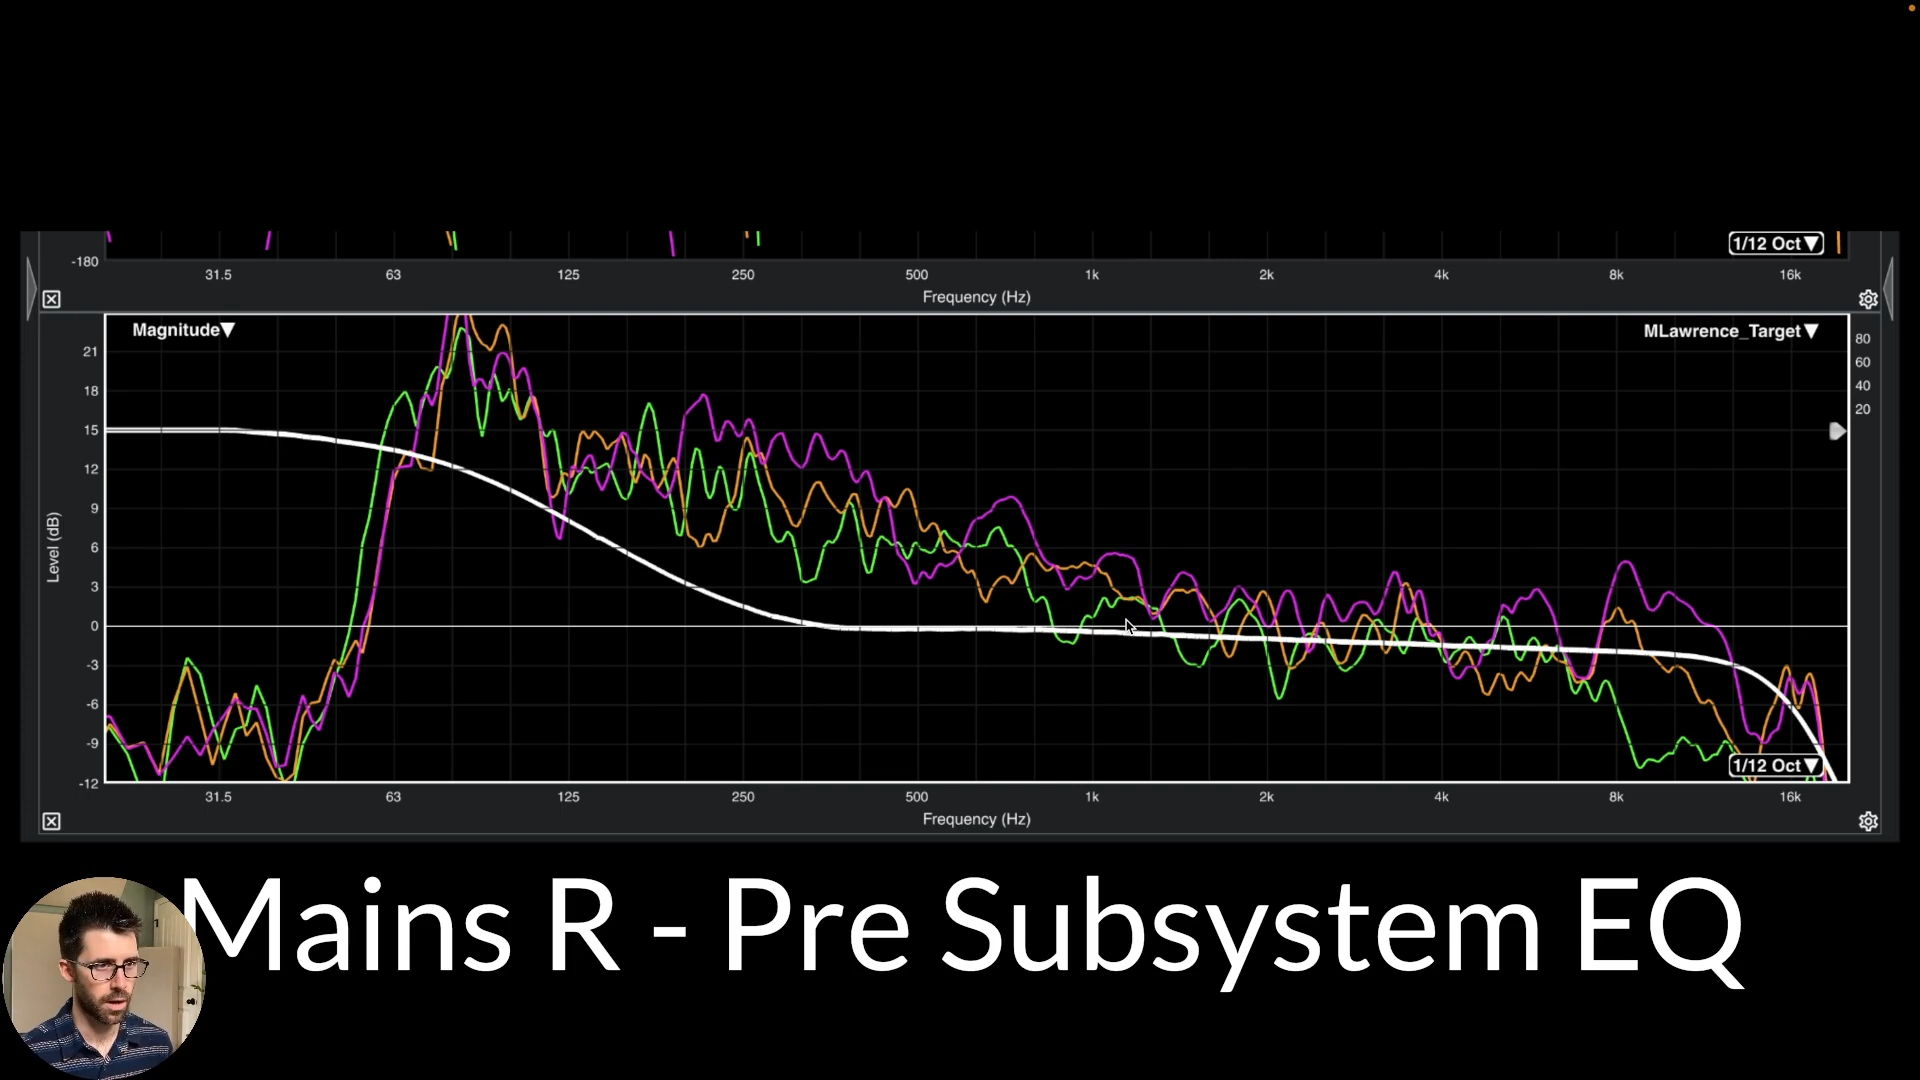 1/12 Oct▼
-180
31.5 63 125 250 500 1k 2k 4k 8k 16k
Frequency (Hz)
Magnitude▼
MLawrence_Target▼
21
18
15
12
9
6
3
0
-3
-6
-9
-12
Level (dB)
80
60
40
20
1/12 Oct▼
31.5 63 125 250 500 1k 2k 4k 8k 16k
Frequency (Hz)
Mains R - Pre Subsystem EQ